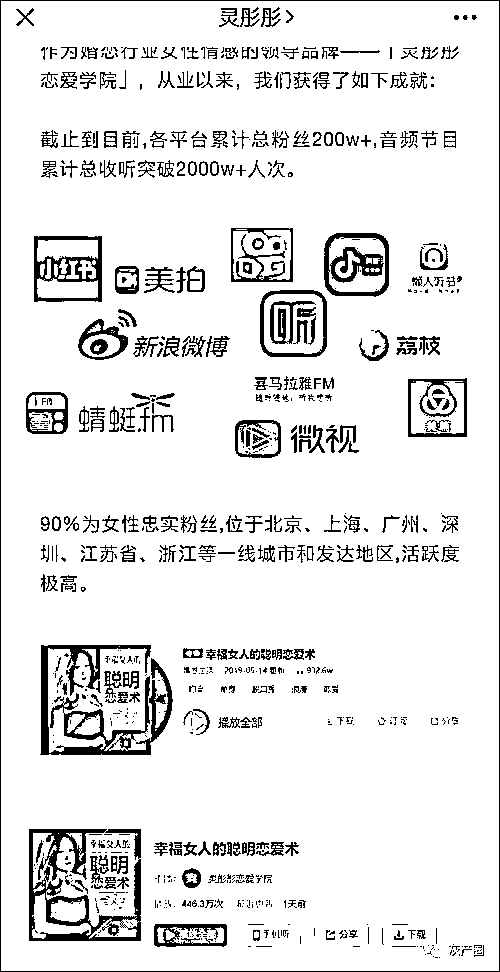 灵彤彤
作为婚恋行业女性情感的领导品牌——「灵彤彤
恋爱学院」，从业以来，我们获得了如下成就：
截止到目前,各平台累计总粉丝200w+,音频节目
累计总收听突破2000w+人次。
小红书
美拍
懒人听书
听
新浪微博
荔枝
喜马拉雅FM
蜻蜓.fm
微视
90%为女性忠实粉丝,位于北京、上海、广州、深
圳、江苏省、浙江等一线城市和发达地区,活跃度
极高。
幸福女人的
聪明
恋爱术
幸福女人的聪明恋爱术
播放全部
下载
订阅
分享
幸福女人的
聪明
恋爱术
幸福女人的聪明恋爱术
灵彤彤恋爱学院
446.3万次
1天前
手机听
分享
下载
灰产圈